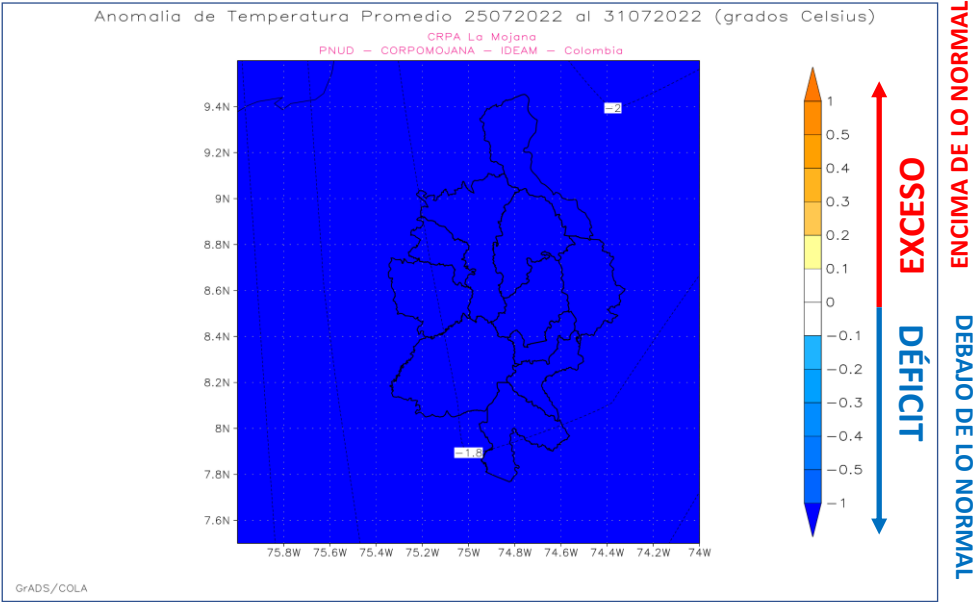 Anomalia de Temperatura Promedio 25072022 al 31072022 (grados Celsius)
CRPA La Mojana
PNUD – CORPOMOJANA – IDEAM – Colombia
9.4N
9.2N
9N
8.8N
8.6N
8.4N
8.2N
8N
7.8N
7.6N
75.8W 75.6W 75.4W 75.2W 75W 74.8W 74.6W 74.4W 74.2W 74W
−2
−1.8
1
0.5
0.4
0.3
0.2
0.1
0
−0.1
−0.2
−0.3
−0.4
−0.5
−1
EXCESO
DÉFICIT
ENCIMA DE LO NORMAL
DEBAJO DE LO NORMAL
GrADS/COLA